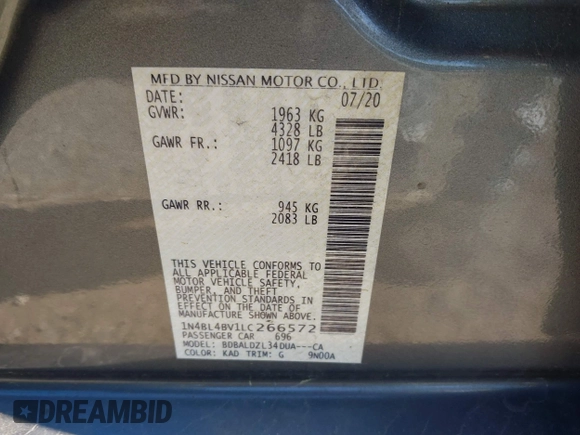 MFD BY NISSAN MOTOR CO., LTD.
DATE: 07/20
GVWR: 1963 KG
4328 LB
GAWR FR.: 1097 KG
2418 LB
GAWR RR.: 945 KG
2083 LB
THIS VEHICLE CONFORMS TO
ALL APPLICABLE FEDERAL
MOTOR VEHICLE SAFETY,
BUMPER, AND THEFT
PREVENTION STANDARDS IN
EFFECT ON THE DATE OF
MANUFACTURE SHOWN ABOVE.
1N4BL4BV1LC266572
PASSENGER CAR 696
MODEL: BDBALDZL34DUA---CA
COLOR: KAD TRIM: G 9N00A
DREAMBID